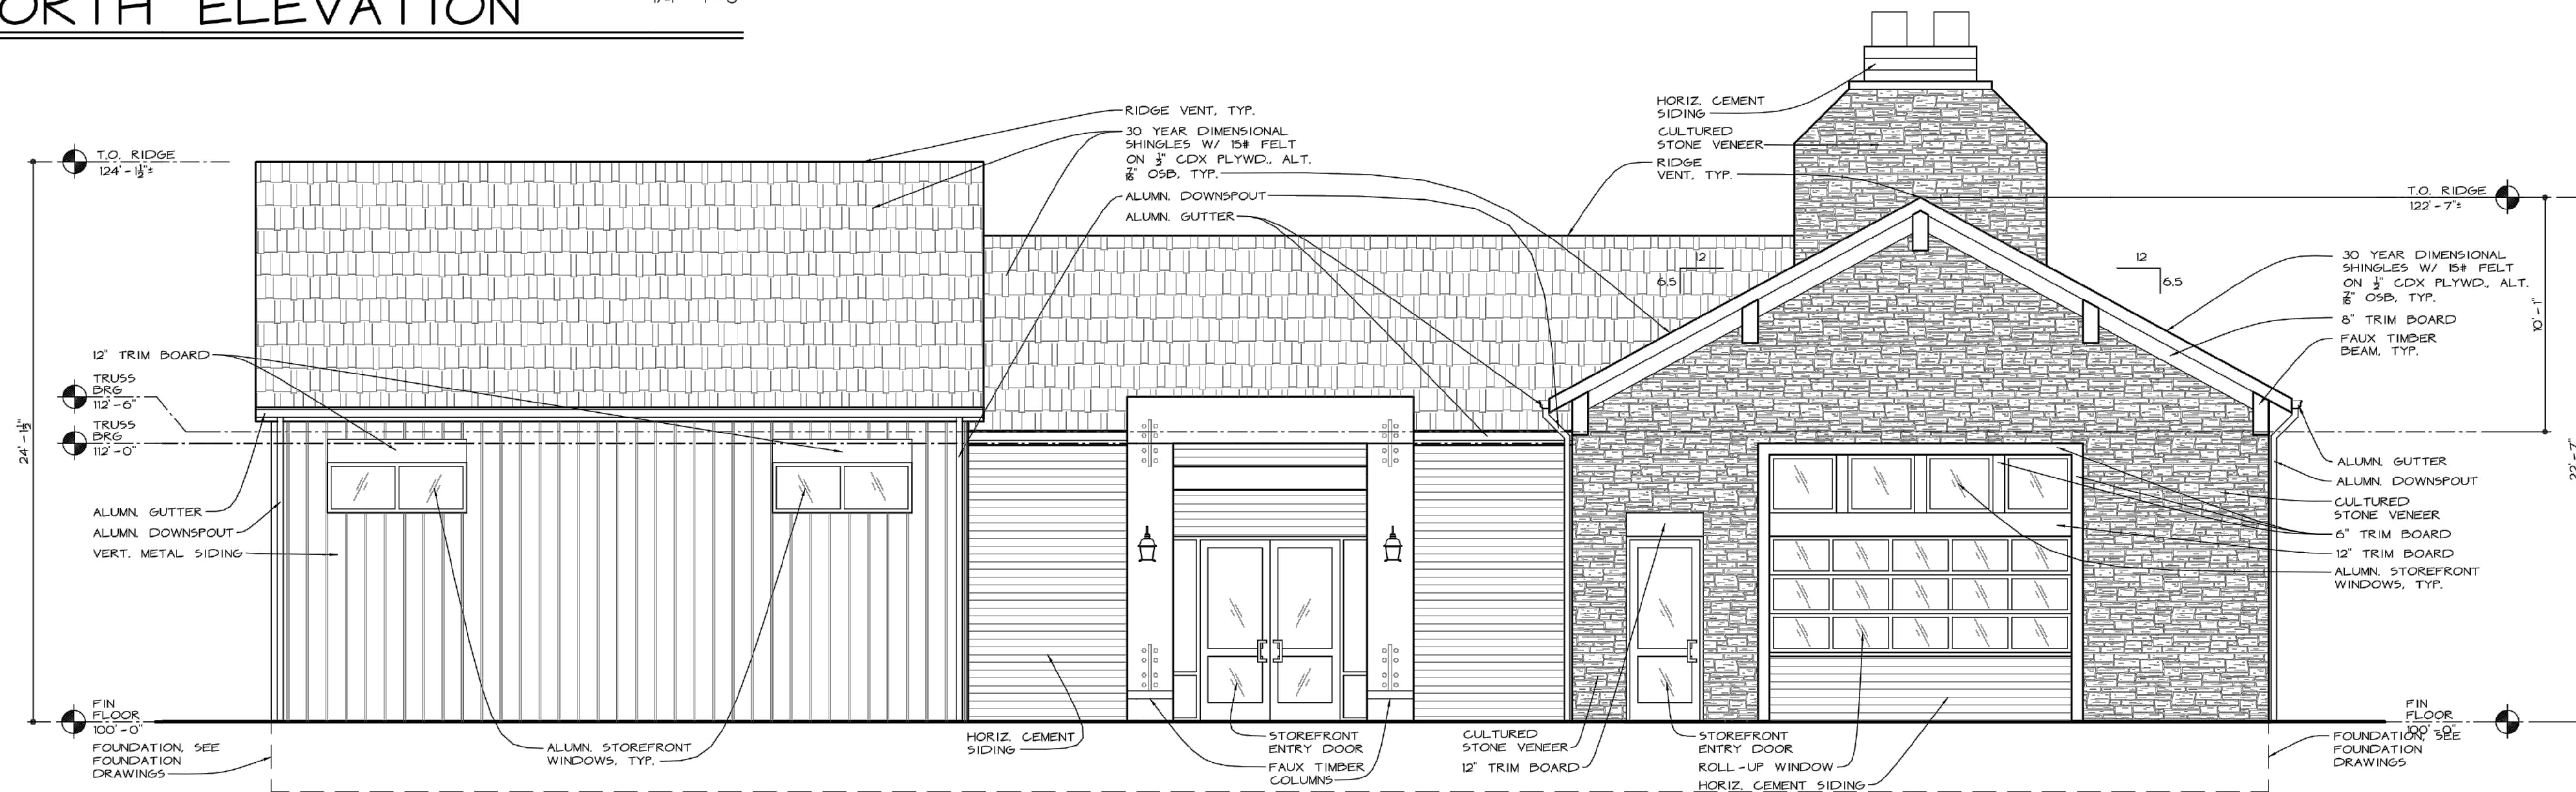 ORTH ELEVATION
RIDGE VENT, TYP.
30 YEAR DIMENSIONAL
SHINGLES W/ 15# FELT
ON ½" CDX PLYWD., ALT.
7/16" OSB, TYP.
ALUMN. DOWNSPOUT
ALUMN. GUTTER
HORIZ. CEMENT
SIDING
CULTURED
STONE VENEER
RIDGE
VENT, TYP.
T.O. RIDGE
124'-1½"±
24'-1½"
12" TRIM BOARD
TRUSS
BRG
112'-6"
TRUSS
BRG
112'-0"
ALUMN. GUTTER
ALUMN. DOWNSPOUT
VERT. METAL SIDING
FIN
FLOOR
100'-0"
FOUNDATION, SEE
FOUNDATION
DRAWINGS
ALUMN. STOREFRONT
WINDOWS, TYP.
HORIZ. CEMENT
SIDING
STOREFRONT
ENTRY DOOR
FAUX TIMBER
COLUMNS
CULTURED
STONE VENEER
12" TRIM BOARD
STOREFRONT
ENTRY DOOR
ROLL-UP WINDOW
HORIZ. CEMENT SIDING
12
6.5
12
6.5
T.O. RIDGE
122'-7"±
30 YEAR DIMENSIONAL
SHINGLES W/ 15# FELT
ON ½" CDX PLYWD., ALT.
7/16" OSB, TYP.
8" TRIM BOARD
FAUX TIMBER
BEAM, TYP.
10'-1"
22'-7"
ALUMN. GUTTER
ALUMN. DOWNSPOUT
CULTURED
STONE VENEER
6" TRIM BOARD
12" TRIM BOARD
ALUMN. STOREFRONT
WINDOWS, TYP.
FIN
FLOOR
100'-0"
FOUNDATION, SEE
FOUNDATION
DRAWINGS